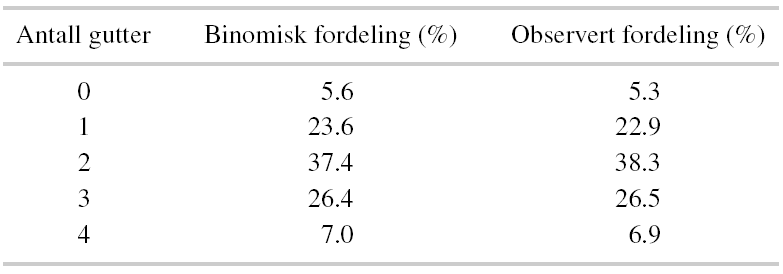 Antall gutter Binomisk fordeling (%) Observert fordeling (%)
0 5.6 5.3
1 23.6 22.9
2 37.4 38.3
3 26.4 26.5
4 7.0 6.9